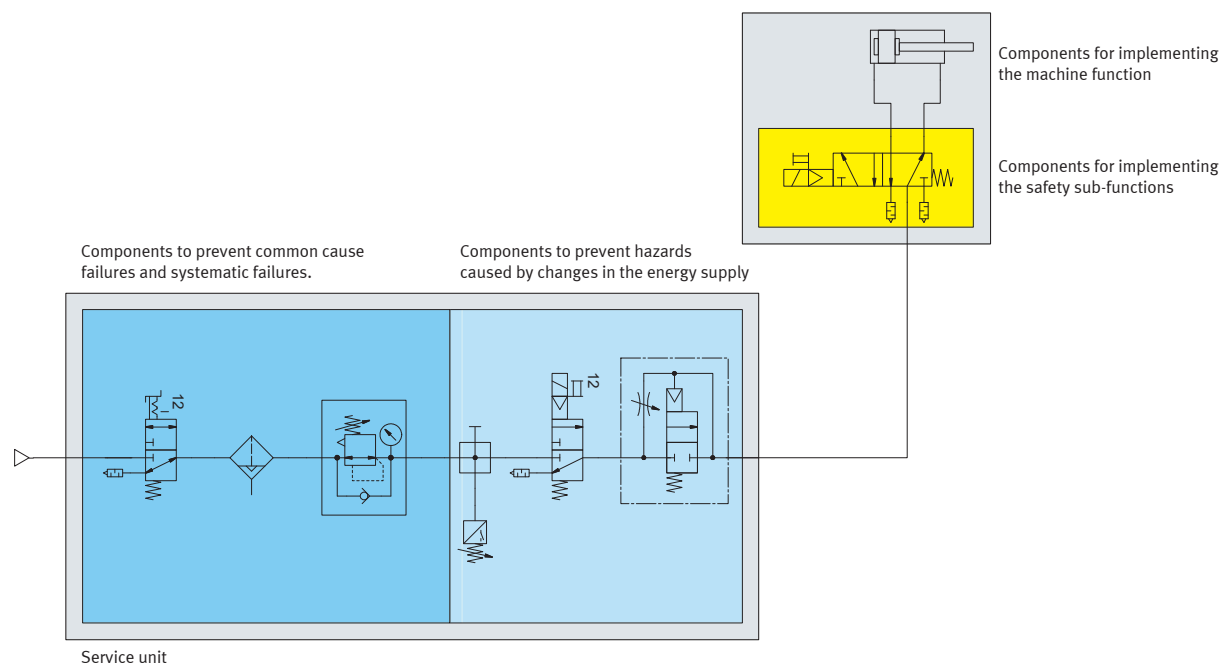 Components for implementing
the machine function
Components for implementing
the safety sub-functions
Components to prevent common cause
failures and systematic failures.
Components to prevent hazards
caused by changes in the energy supply
12
12
Service unit